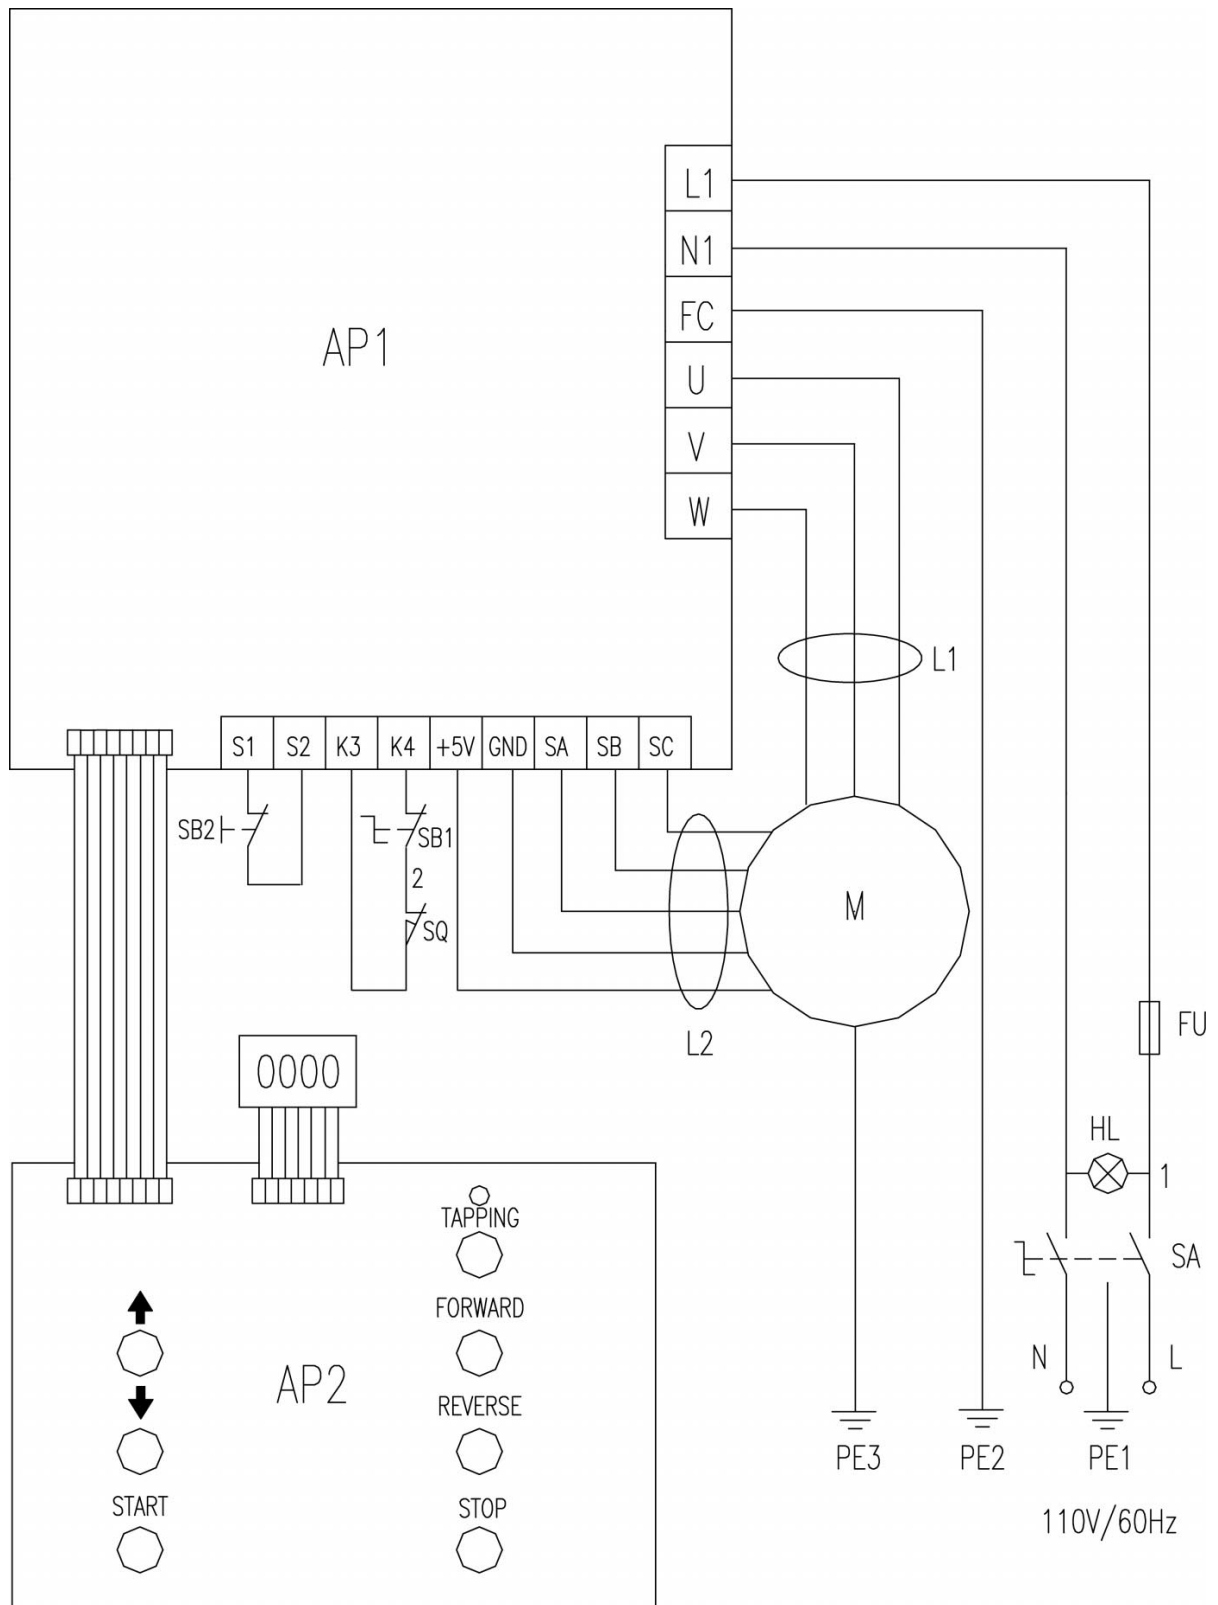 L1
N1
FC
AP1
U
V
W
L1
S1 S2 K3 K4 +5V GND SA SB SC
SB2
SB1
2
M
SQ
FU
L2
0000
HL
1
TAPPING
SA
FORWARD
N L
AP2
REVERSE
PE3 PE2 PE1
START STOP
110V/60Hz